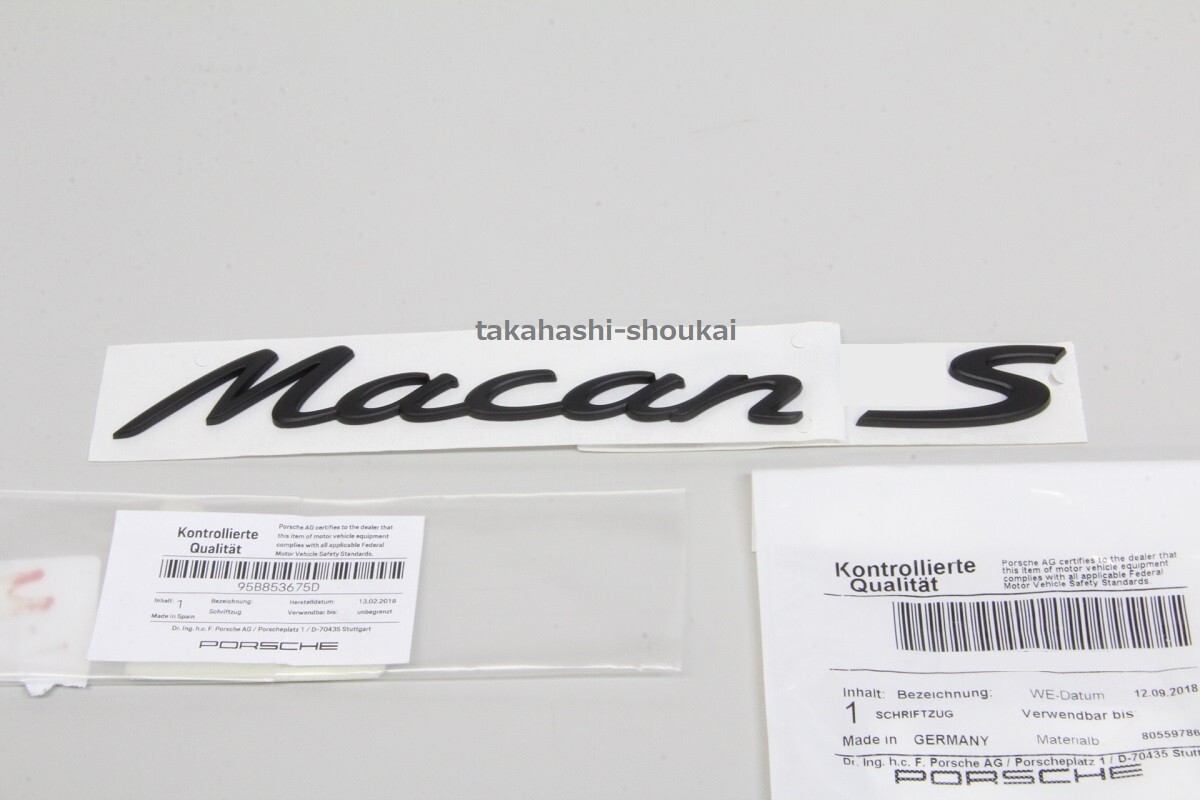 takahashi-shoukai
Macan S
Kontrollierte
Qualität
Porsche AG certifies to the dealer that
this item of motor vehicle equipment
complies with all applicable Federal
Motor Vehicle Safety Standards.
95B853675D
Inhalt: 1 Bezeichnung: Herstelldatum: 13.02.2018
Schriftzug Verwendbar bis: unbegrenzt
Made in Spain
Dr. Ing. h.c. F. Porsche AG / Porscheplatz 1 / D-70435 Stuttgart
PORSCHE
Kontrollierte
Qualität
Porsche AG certifies to the dealer that
this item of motor vehicle equipment
complies with all applicable Federal
Motor Vehicle Safety Standards.
Inhalt: Bezeichnung: WE-Datum 12.09.2018
1 SCHRIFTZUG Verwendbar bis:
Made in GERMANY Materialb 80559786
Dr. Ing. h.c. F. Porsche AG / Porscheplatz 1 / D-70435 Stutt
PORSCHE